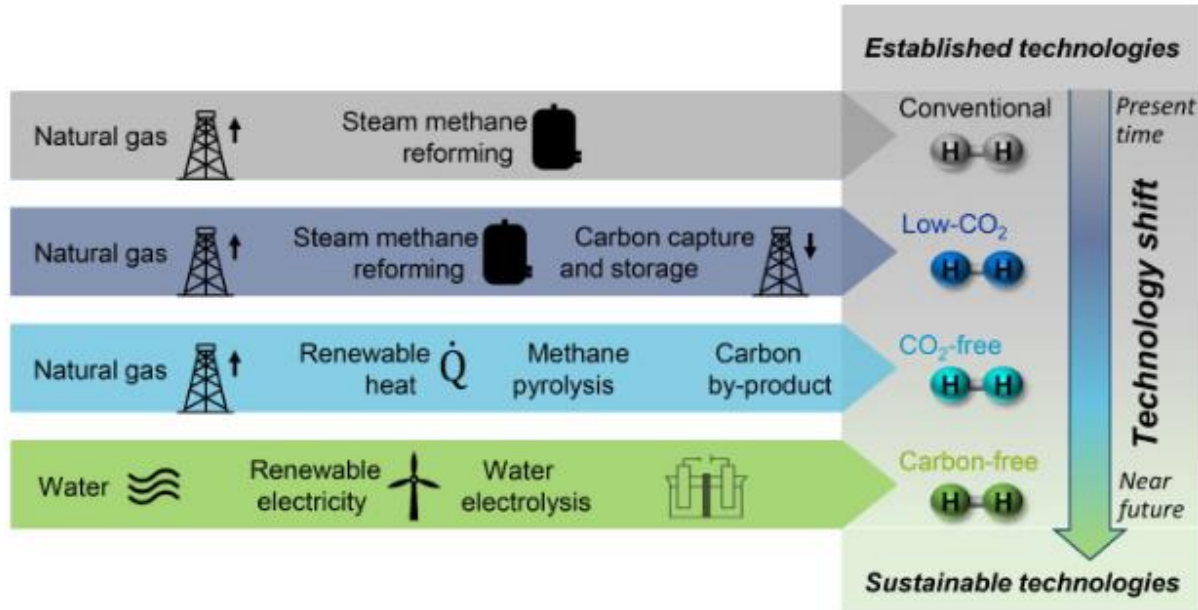 Established technologies
Natural gas
Steam methane
reforming
Conventional
H H
Present
time
Natural gas
Steam methane
reforming
Carbon capture
and storage
Low-CO₂
H H
Natural gas
Renewable
heat
Q̇
Methane
pyrolysis
Carbon
by-product
CO₂-free
H H
Technology shift
Water
Renewable
electricity
Water
electrolysis
Carbon-free
H H
Near
future
Sustainable technologies